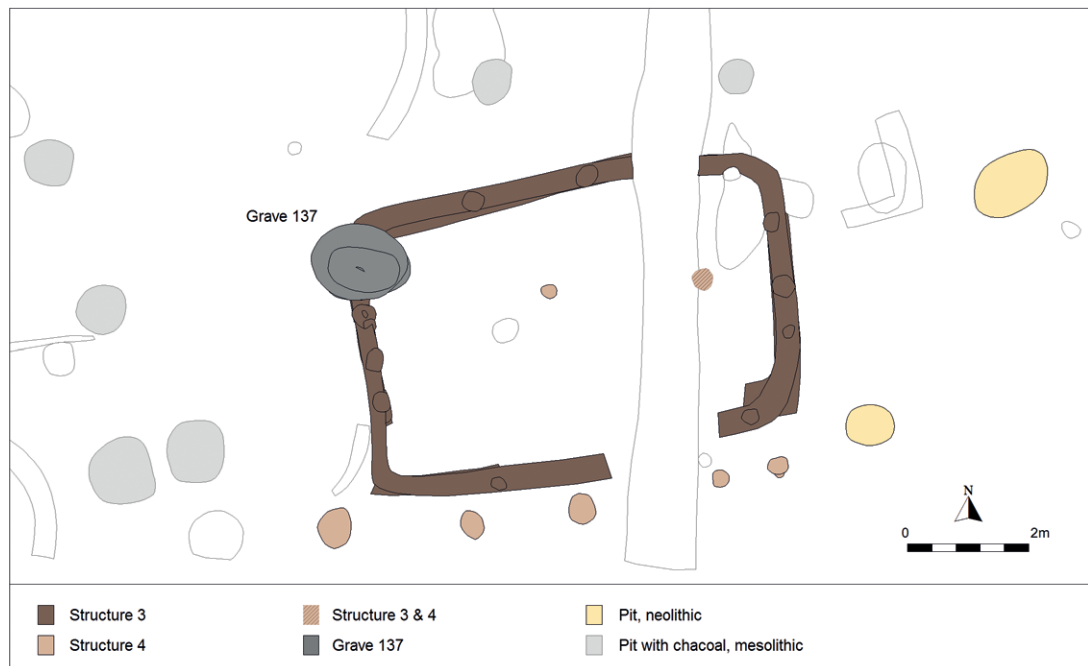 Grave 137
N
0 2m
Structure 3
Structure 3 & 4
Pit, neolithic
Structure 4
Grave 137
Pit with chacoal, mesolithic